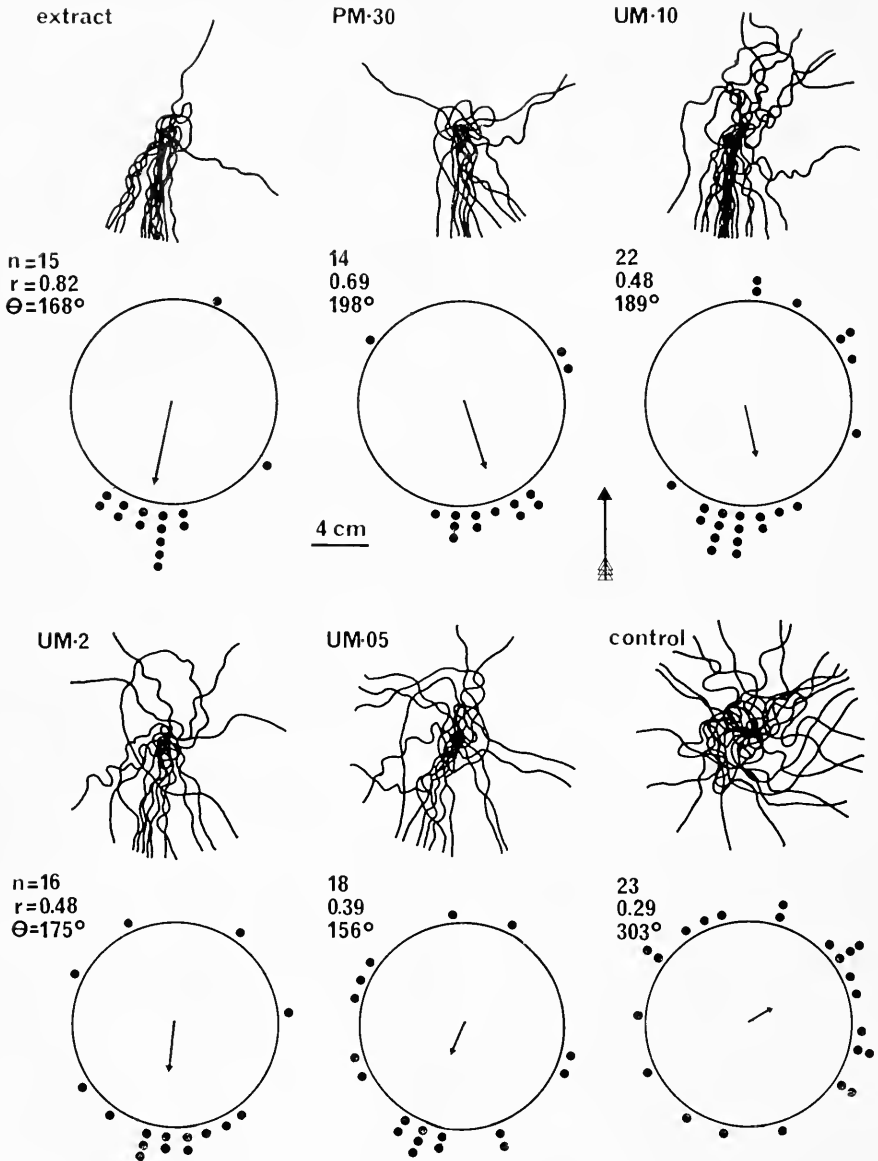 extract
PM·30
UM·10
n=15
r=0.82
Θ=168°
14
0.69
198°
22
0.48
189°
4 cm
UM·2
UM·05
control
n=16
r=0.48
Θ=175°
18
0.39
156°
23
0.29
303°